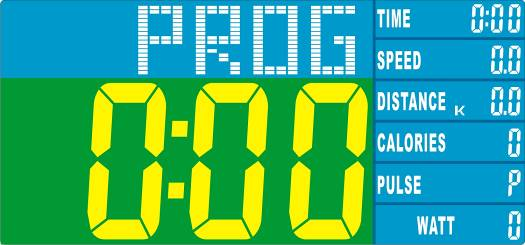 PROG
0:00
TIME 0:00
SPEED 0.0
DISTANCE K 0.0
CALORIES 0
PULSE P
WATT 0